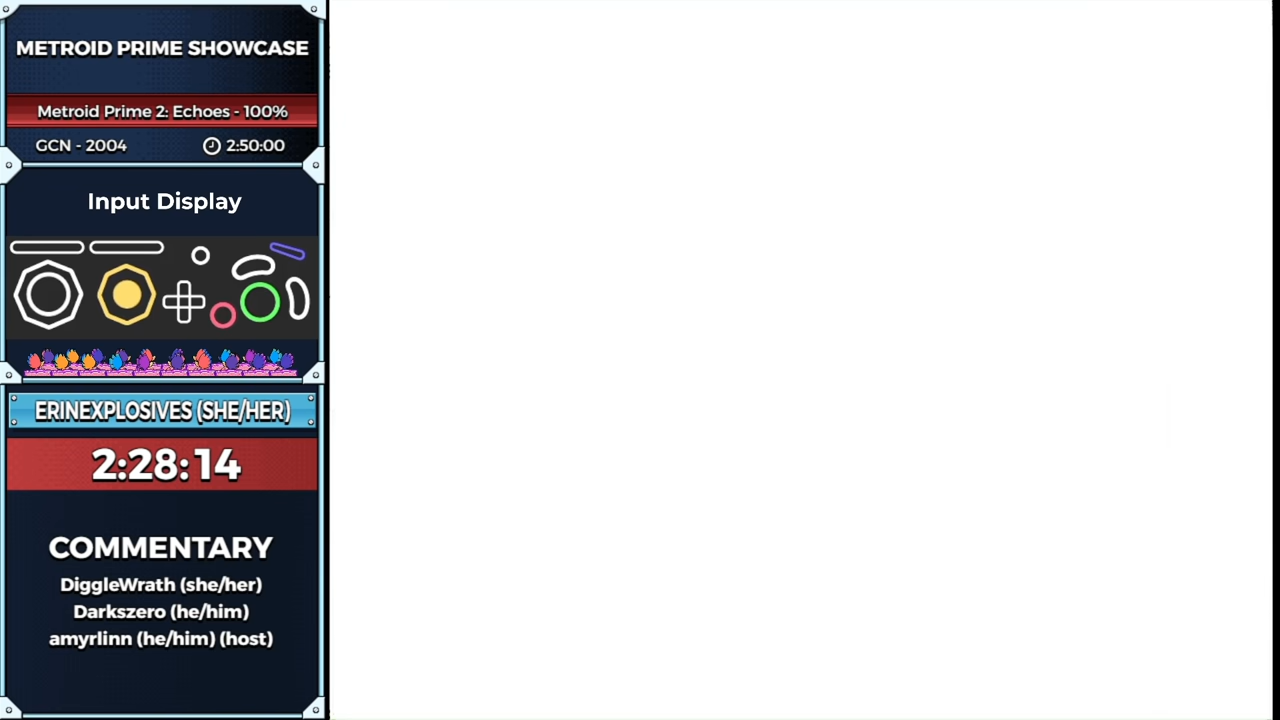 METROID PRIME SHOWCASE
Metroid Prime 2: Echoes - 100%
GCN - 2004 2:50:00
Input Display
ERINEXPLOSIVES (SHE/HER)
2:28:14
COMMENTARY
DiggleWrath (she/her)
Darkszero (he/him)
amyrlinn (he/him) (host)